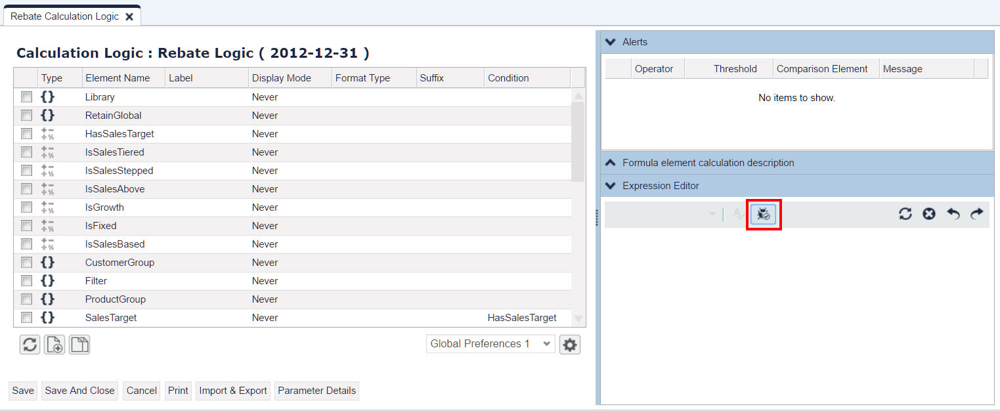 Rebate Calculation Logic
Calculation Logic : Rebate Logic ( 2012-12-31 )
Type Element Name Label Display Mode Format Type Suffix Condition
{} Library Never
{} RetainGlobal Never
HasSalesTarget Never
IsSalesTiered Never
IsSalesStepped Never
IsSalesAbove Never
IsGrowth Never
IsFixed Never
IsSalesBased Never
{} CustomerGroup Never
{} Filter Never
{} ProductGroup Never
{} SalesTarget Never HasSalesTarget
Global Preferences 1
Save Save And Close Cancel Print Import & Export Parameter Details
Alerts
Operator Threshold Comparison Element Message
No items to show.
Formula element calculation description
Expression Editor